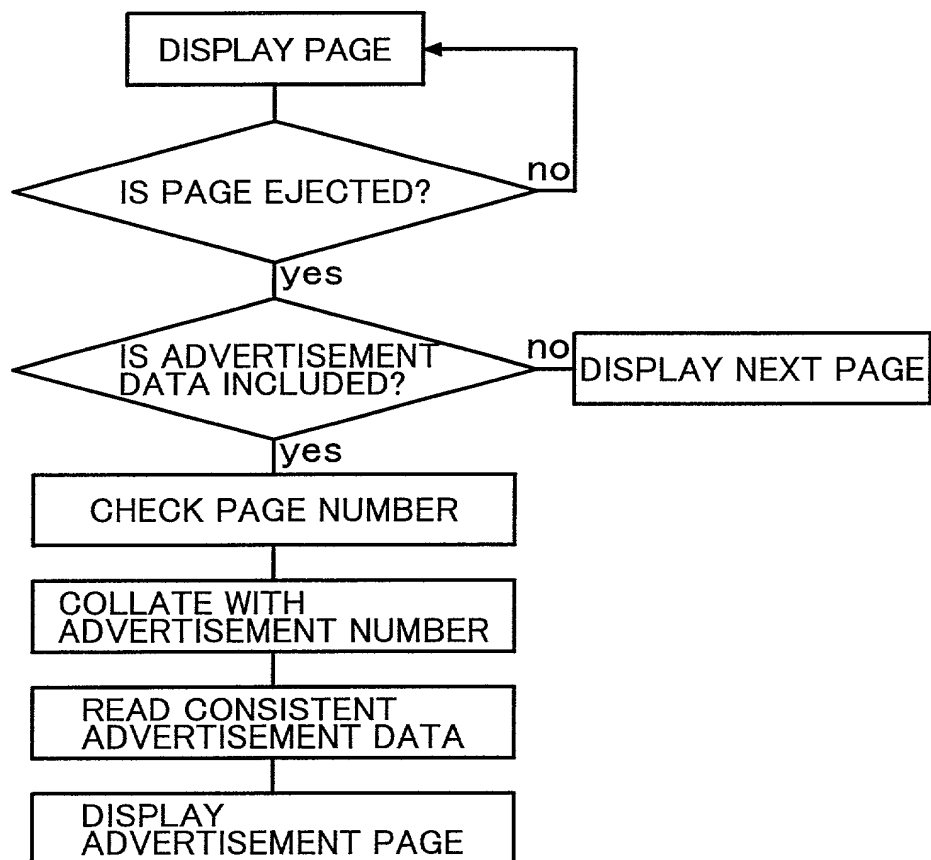 DISPLAY PAGE
IS PAGE EJECTED?
no
yes
IS ADVERTISEMENT
DATA INCLUDED?
no
DISPLAY NEXT PAGE
yes
CHECK PAGE NUMBER
COLLATE WITH
ADVERTISEMENT NUMBER
READ CONSISTENT
ADVERTISEMENT DATA
DISPLAY
ADVERTISEMENT PAGE